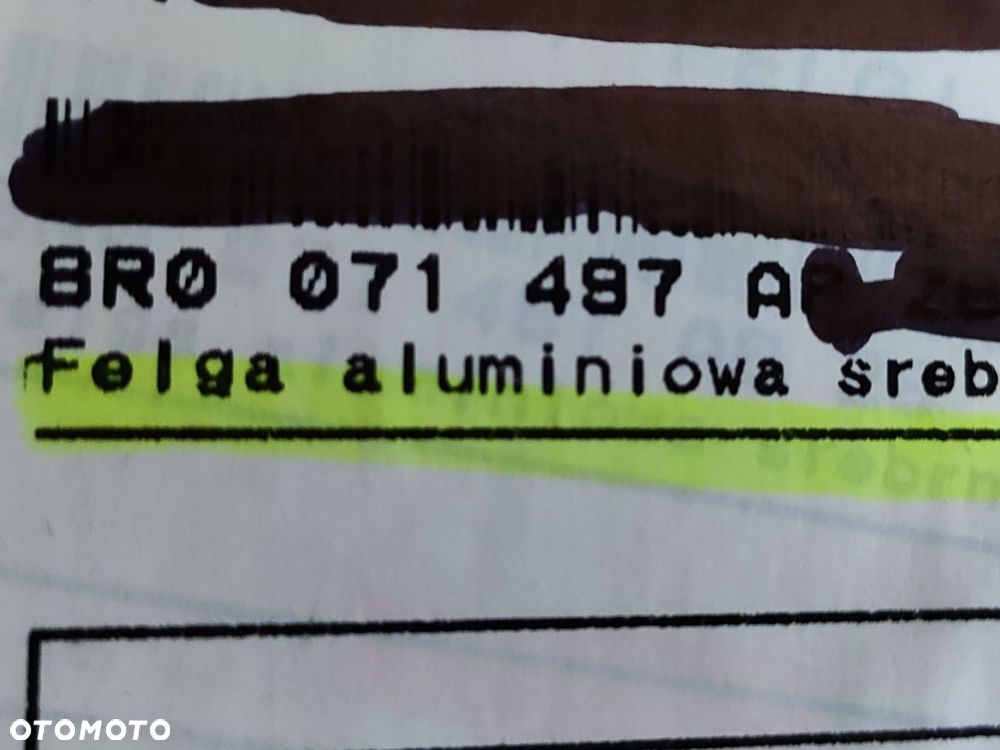 8R0 071 497
Felga aluminiowa sreb
OTOMOTO